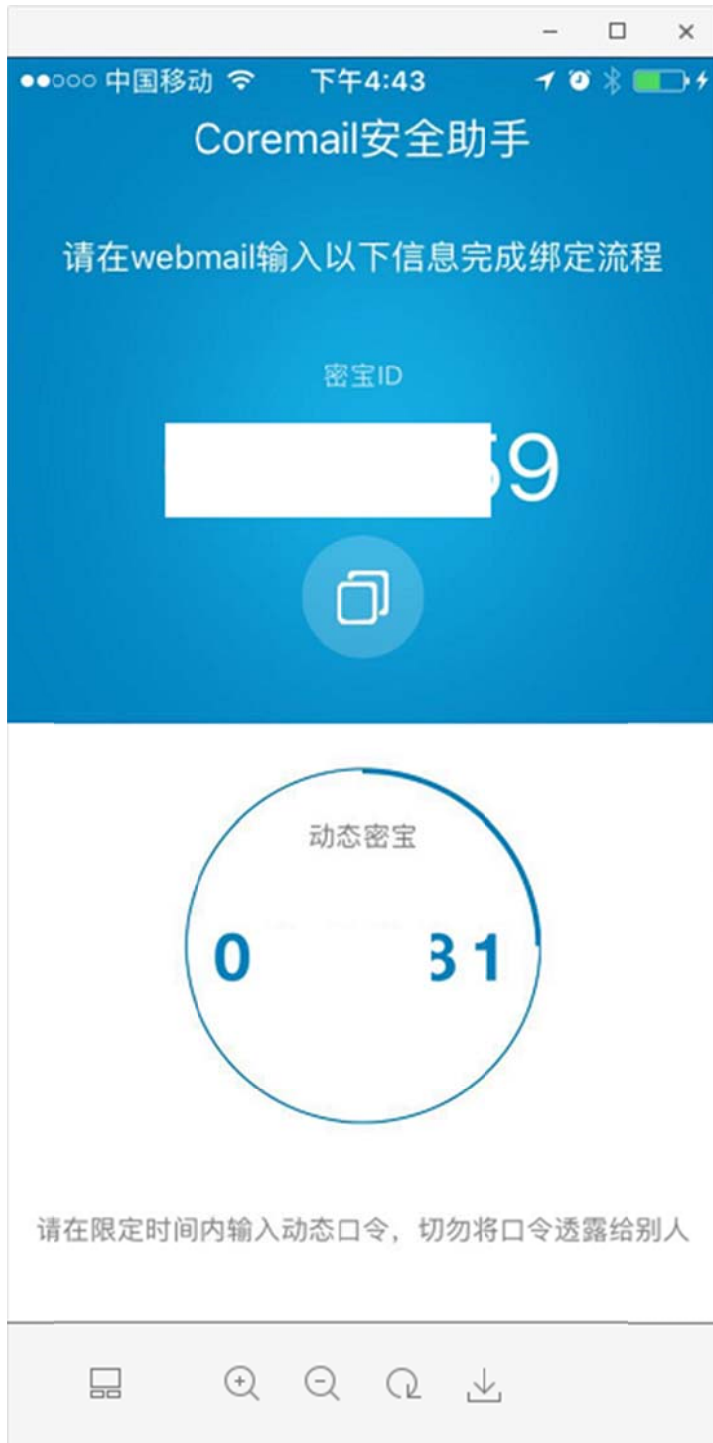 中国移动 下午4:43
Coremail安全助手
请在webmail输入以下信息完成绑定流程
密宝ID
59
动态密宝
0 81
请在限定时间内输入动态口令，切勿将口令透露给别人